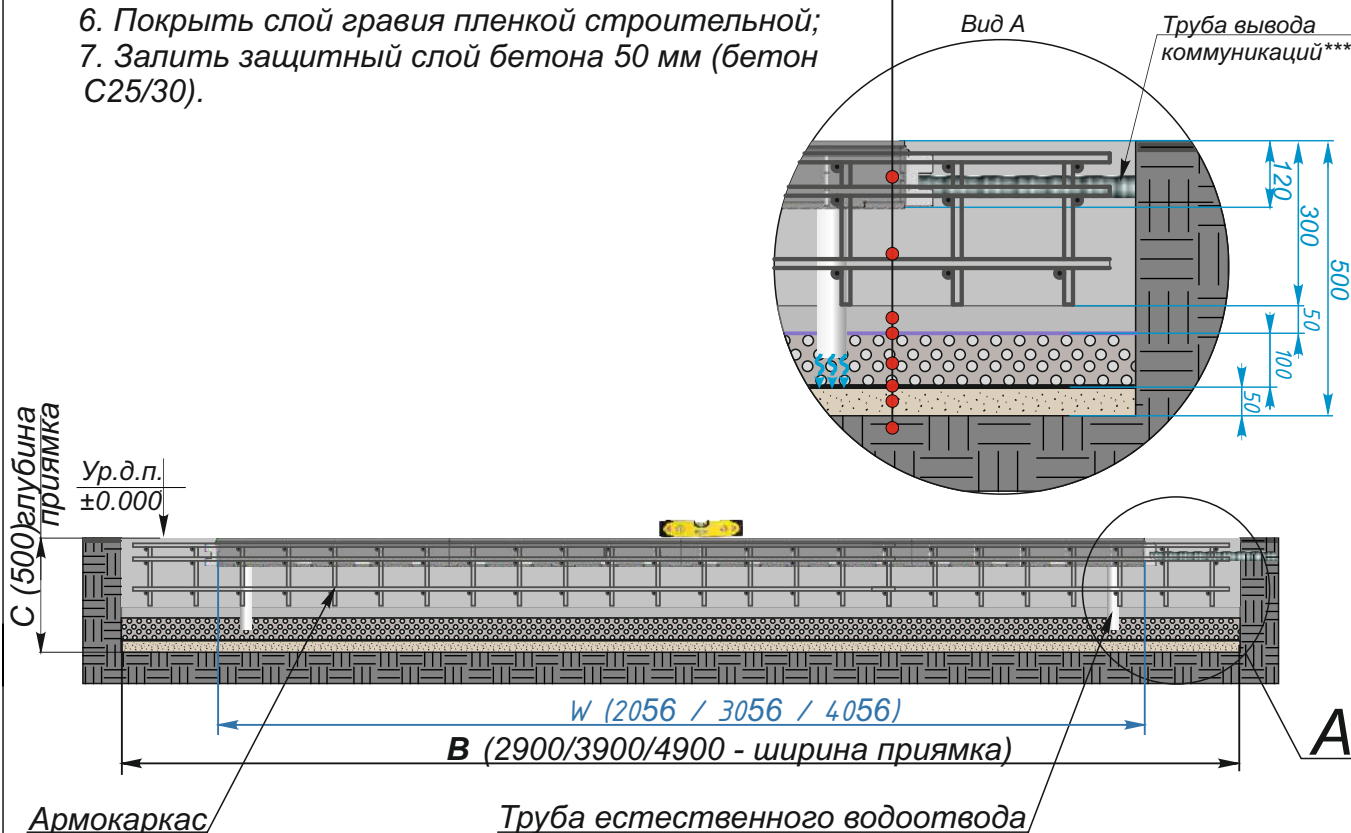 6. Покрыть слой гравия пленкой строительной;
7. Залить защитный слой бетона 50 мм (бетон
С25/30).
Вид А
Труба вывода
коммуникаций***
120
300
500
50
100
50
С (500)глубина
приямка
Ур.д.п.
±0.000
W (2056 / 3056 / 4056)
В (2900/3900/4900 - ширина приямка)
А
Армокаркас
Труба естественного водоотвода